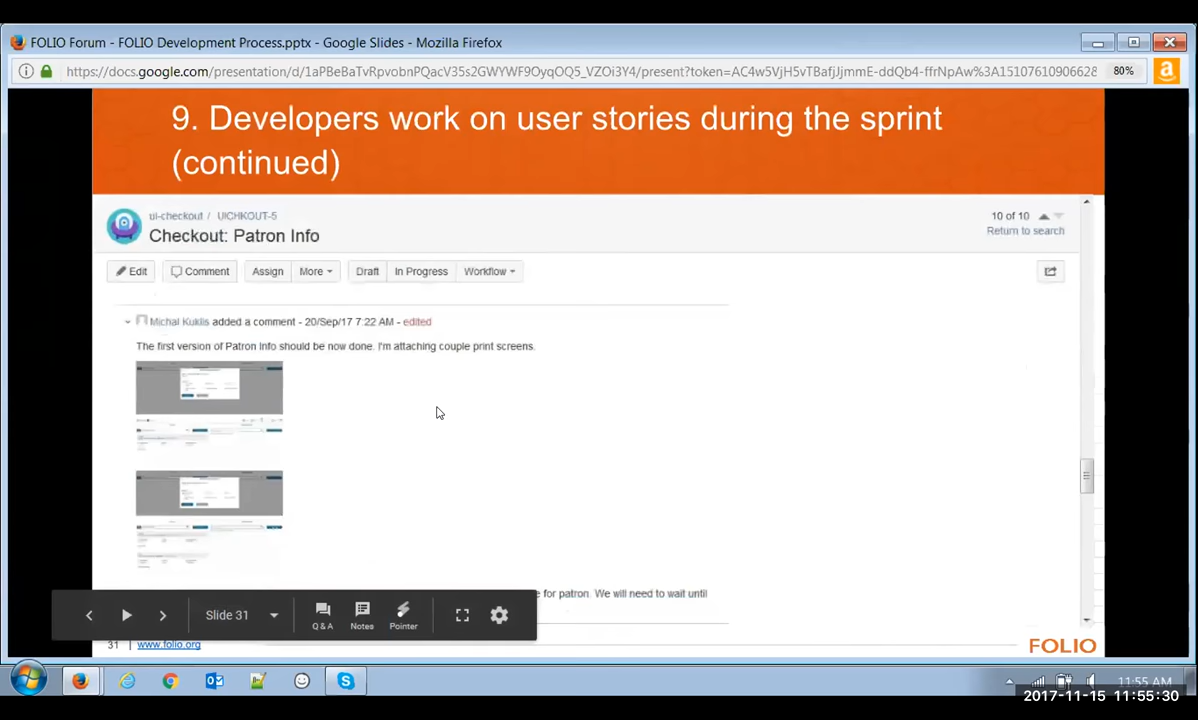 FOLIO Forum - FOLIO Development Process.pptx - Google Slides - Mozilla Firefox
https://docs.google.com/presentation/d/1aPBeBaTvRpvobnPQacV35s2GWYWF9OyqOQ5_VZOi3Y4/present?token=AC4w5VjH5vTBafjJjmmE-ddQb4-ffrNpAw%3A15107610906628
80%
9. Developers work on user stories during the sprint
(continued)
ui-checkout / UICHKOUT-5
Checkout: Patron Info
10 of 10
Return to search
Edit
Comment
Assign
More
Draft
In Progress
Workflow
Michal Kuklis added a comment - 20/Sep/17 7:22 AM - edited
The first version of Patron Info should be now done. I'm attaching couple print screens.
e for patron. We will need to wait until
Slide 31
Q & A
Notes
Pointer
31 | www.folio.org
FOLIO
11:55 AM
2017-11-15 11:55:30